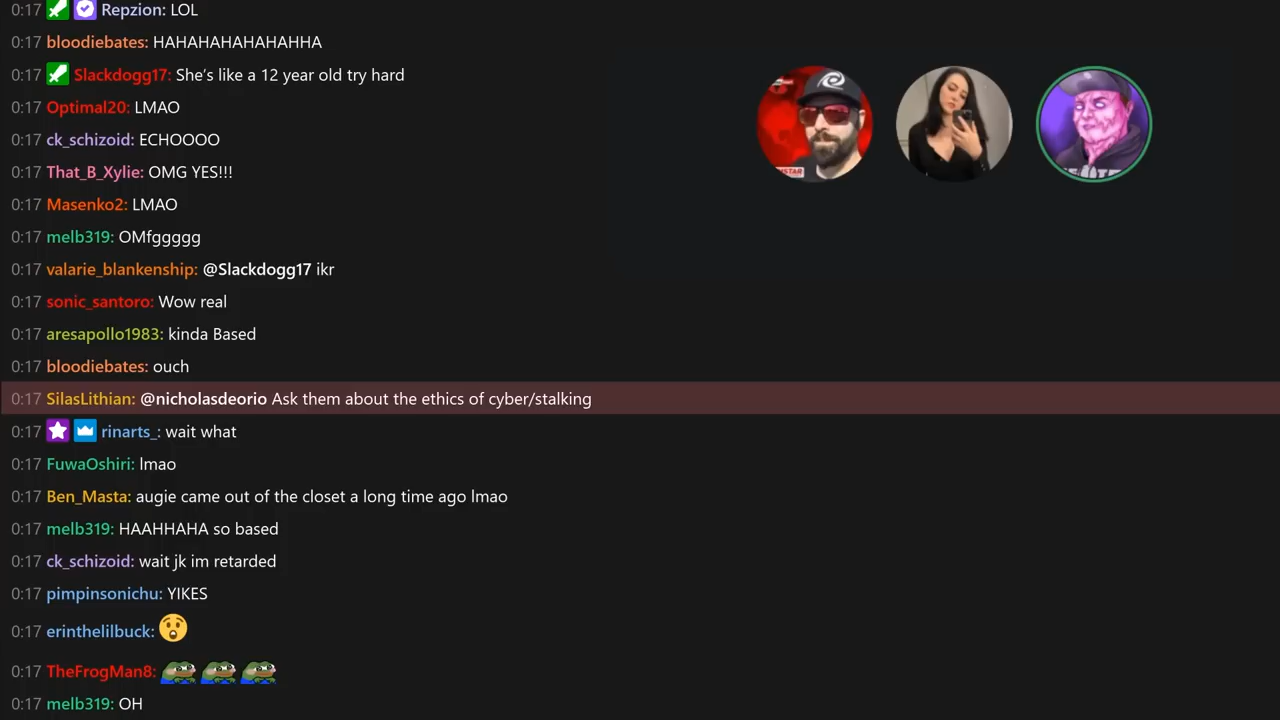 0:17 Repzion: LOL
0:17 bloodiebates: HAHAHAHAHAHAHHA
0:17 Slackdogg17: She's like a 12 year old try hard
0:17 Optimal20: LMAO
0:17 ck_schizoid: ECHOOOO
0:17 That_B_Xylie: OMG YES!!!
0:17 Masenko2: LMAO
0:17 melb319: OMfggggg
0:17 valarie_blankenship: @Slackdogg17 ikr
0:17 sonic_santoro: Wow real
0:17 aresapollo1983: kinda Based
0:17 bloodiebates: ouch
0:17 SilasLithian: @nicholasdeorio Ask them about the ethics of cyber/stalking
0:17 rinarts_: wait what
0:17 FuwaOshiri: lmao
0:17 Ben_Masta: augie came out of the closet a long time ago lmao
0:17 melb319: HAAHHAHA so based
0:17 ck_schizoid: wait jk im retarded
0:17 pimpinsonichu: YIKES
0:17 erinthelilbuck:
0:17 TheFrogMan8:
0:17 melb319: OH